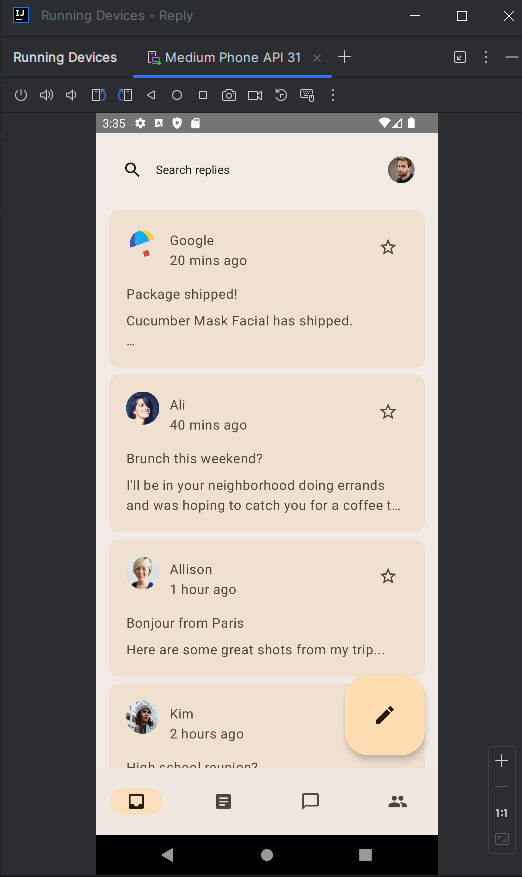 Running Devices - Reply
Running Devices
Medium Phone API 31
3:35
Search replies
Google
20 mins ago
Package shipped!
Cucumber Mask Facial has shipped.
…
Ali
40 mins ago
Brunch this weekend?
I'll be in your neighborhood doing errands
and was hoping to catch you for a coffee t…
Allison
1 hour ago
Bonjour from Paris
Here are some great shots from my trip...
Kim
2 hours ago
High school reunion?
1:1